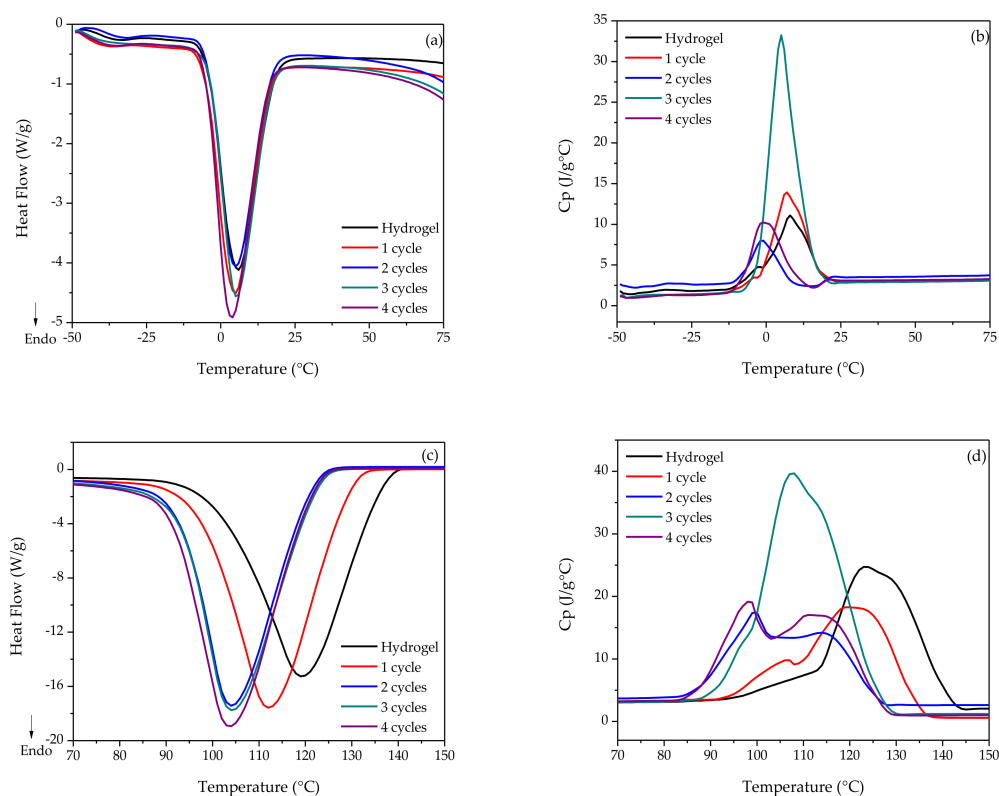 (a)
Heat Flow (W/g)
0
-1
-2
-3
-4
-5
Hydrogel
1 cycle
2 cycles
3 cycles
4 cycles
Endo
-50
-25
0
25
50
75
Temperature (°C)
(b)
Cp (J/g°C)
35
30
25
20
15
10
5
0
Hydrogel
1 cycle
2 cycles
3 cycles
4 cycles
-50
-25
0
25
50
75
Temperature (°C)
(c)
Heat Flow (W/g)
0
-4
-8
-12
-16
-20
Hydrogel
1 cycle
2 cycles
3 cycles
4 cycles
Endo
70
80
90
100
110
120
130
140
150
Temperature (°C)
(d)
Cp (J/g°C)
40
30
20
10
0
Hydrogel
1 cycle
2 cycles
3 cycles
4 cycles
70
80
90
100
110
120
130
140
150
Temperature (°C)